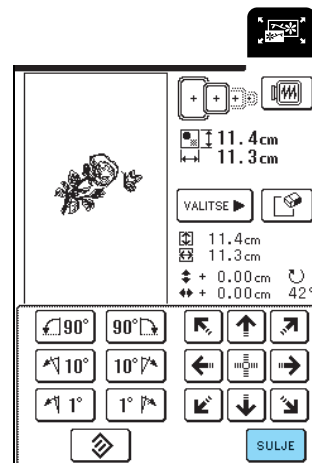 11.4cm
11.3cm
VALITSE
11.4cm
11.3cm
+ 0.00cm
+ 0.00cm 42°
90° 90°
10° 10°
1° 1°
SULJE